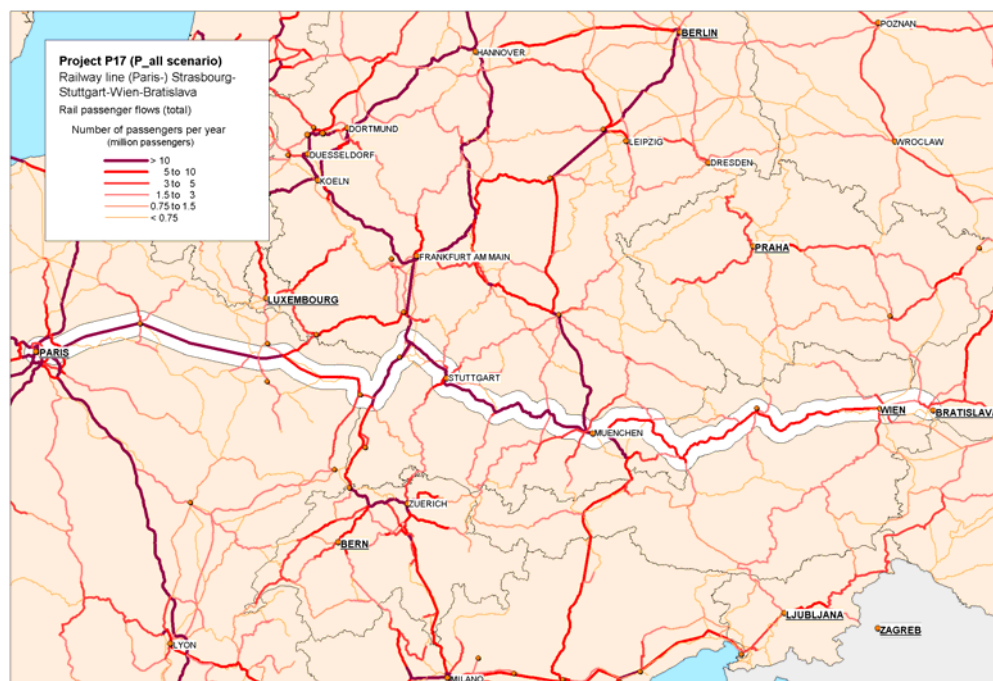 Project P17 (P_all scenario)
Railway line (Paris-) Strasbourg-
Stuttgart-Wien-Bratislava
Rail passenger flows (total)
Number of passengers per year
(million passengers)
> 10
5 to 10
3 to 5
1.5 to 3
0.75 to 1.5
< 0.75
POZNAN
BERLIN
HANNOVER
DORTMUND
LEIPZIG
WROCLAW
DUESSELDORF
DRESDEN
KOELN
PRAHA
FRANKFURT AM MAIN
LUXEMBOURG
PARIS
STUTTGART
WIEN
BRATISLAVA
MUENCHEN
ZUERICH
BERN
LJUBLJANA
ZAGREB
LYON
MILANO